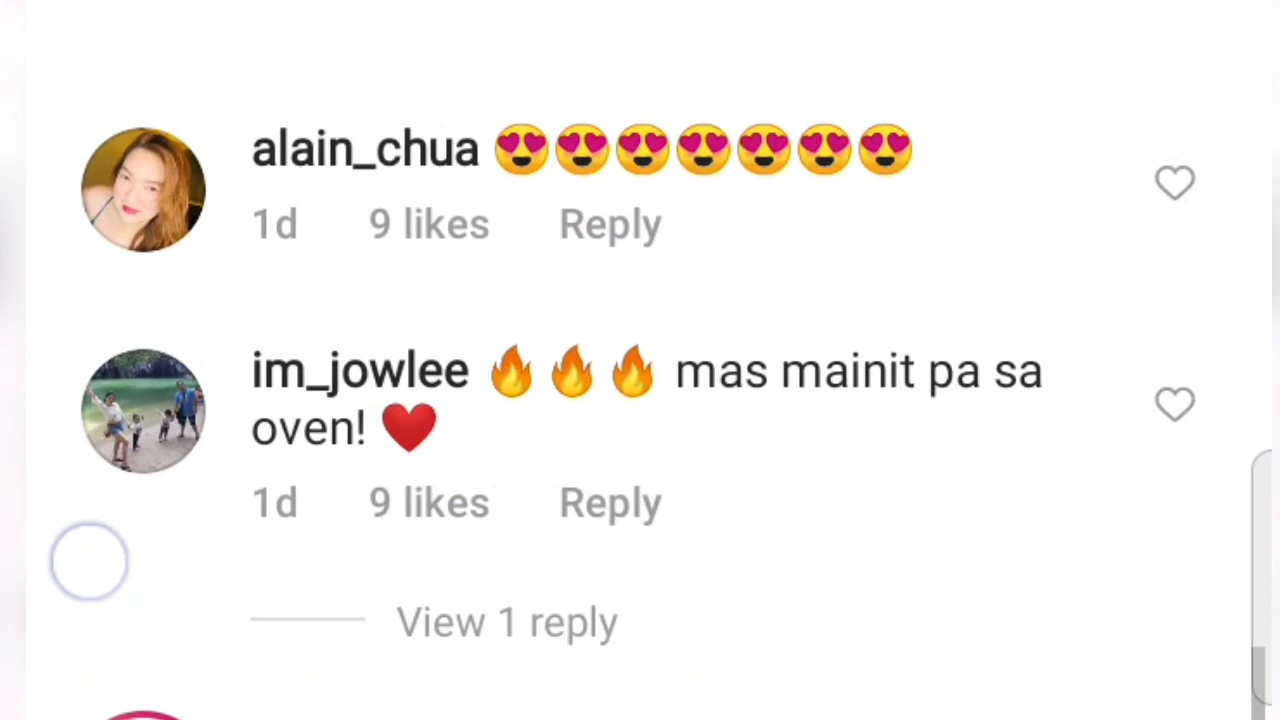 alain_chua 😍😍😍😍😍😍😍
1d 9 likes Reply
im_jowlee 🔥🔥🔥 mas mainit pa sa
oven! ❤️
1d 9 likes Reply
View 1 reply